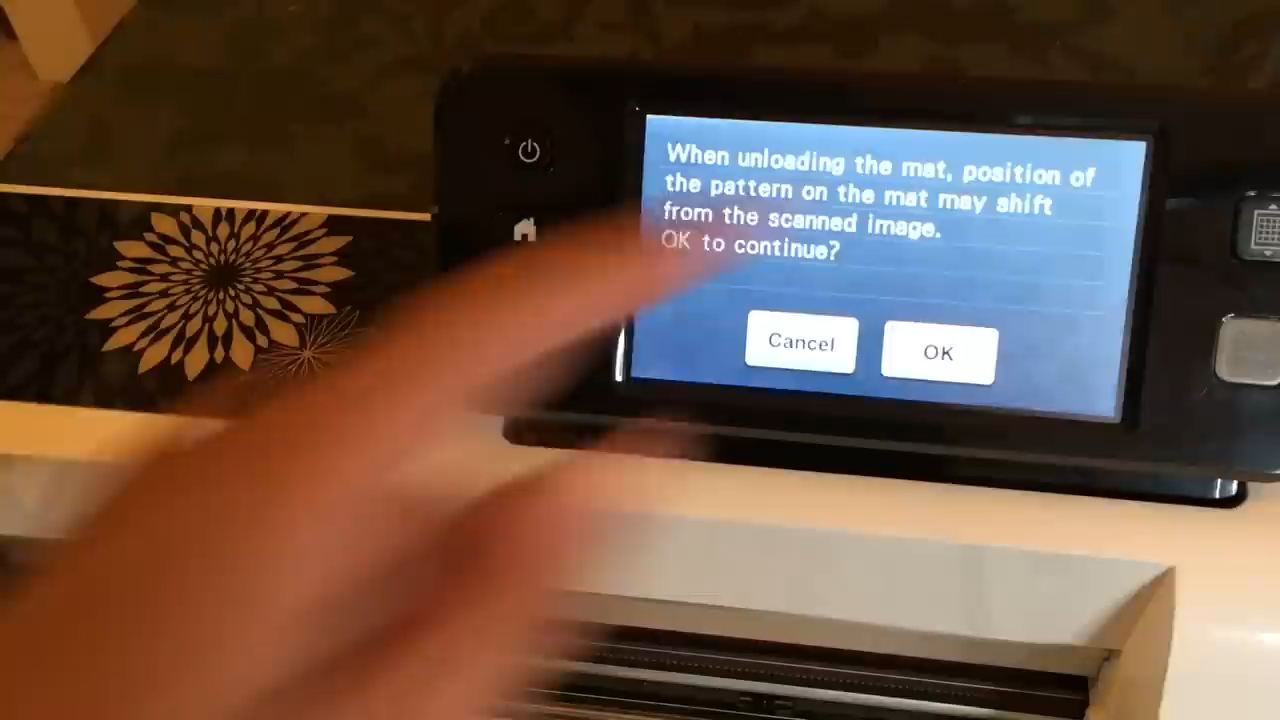 When unloading the mat, position of
the pattern on the mat may shift
from the scanned image.
OK to continue?
Cancel
OK